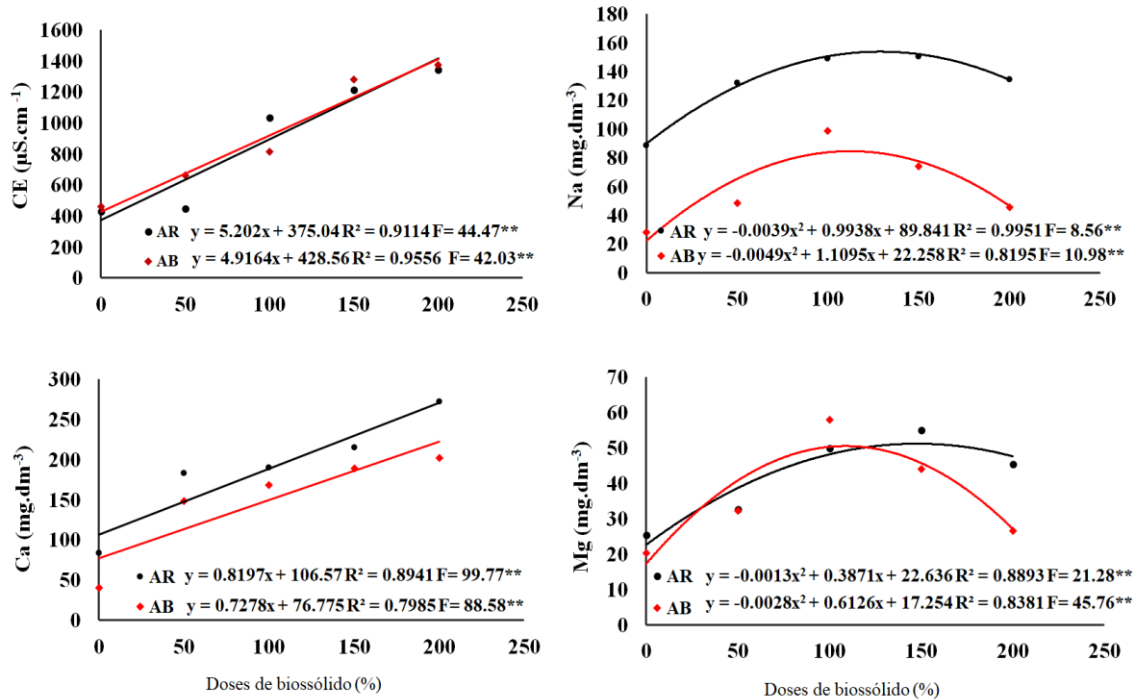 1600
1400
1200
1000
800
600
400
200
0
CE (µS.cm⁻¹)
AR y = 5.202x + 375.04 R² = 0.9114 F= 44.47**
AB y = 4.9164x + 428.56 R² = 0.9556 F= 42.03**
0 50 100 150 200 250
180
160
140
120
100
80
60
40
20
0
Na (mg.dm⁻³)
AR y = -0.0039x² + 0.9938x + 89.841 R² = 0.9951 F= 8.56**
AB y = -0.0049x² + 1.1095x + 22.258 R² = 0.8195 F= 10.98**
0 50 100 150 200 250
300
250
200
150
100
50
0
Ca (mg.dm⁻³)
AR y = 0.8197x + 106.57 R² = 0.8941 F= 99.77**
AB y = 0.7278x + 76.775 R² = 0.7985 F= 88.58**
0 50 100 150 200 250
Doses de biossólido (%)
70
60
50
40
30
20
10
0
Mg (mg.dm⁻³)
AR y = -0.0013x² + 0.3871x + 22.636 R² = 0.8893 F= 21.28**
AB y = -0.0028x² + 0.6126x + 17.254 R² = 0.8381 F= 45.76**
0 50 100 150 200 250
Doses de biossólido (%)